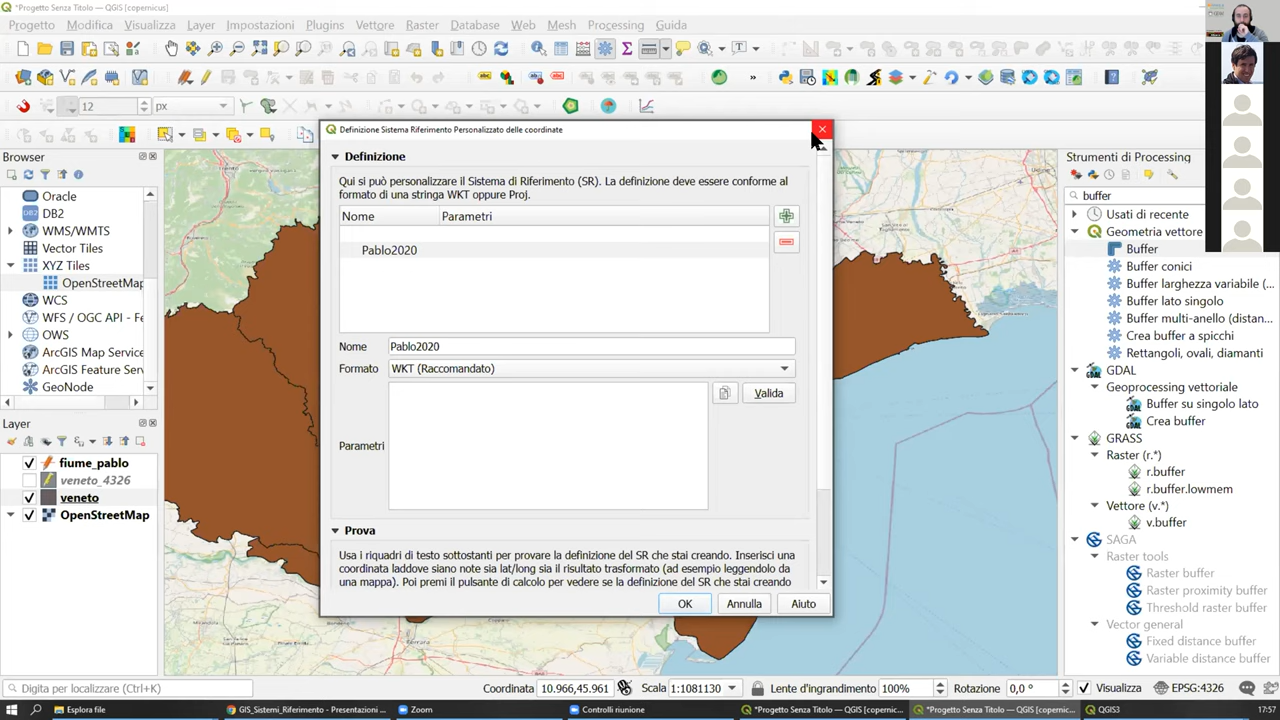 *Progetto Senza Titolo — QGIS [copernicus]
Progetto Modifica Visualizza Layer Impostazioni Plugins Vettore Raster Database Web Mesh Processing Guida
12 px
Browser
Oracle
DB2
WMS/WMTS
Vector Tiles
XYZ Tiles
OpenStreetMap
WCS
WFS / OGC API - Fe
OWS
ArcGIS Map Service
ArcGIS Feature Serv
GeoNode
Layer
fiume_pablo
veneto_4326
veneto
OpenStreetMap
Definizione Sistema Riferimento Personalizzato delle coordinate
Definizione
Qui si può personalizzare il Sistema di Riferimento (SR). La definizione deve essere conforme al
formato di una stringa WKT oppure Proj.
Nome Parametri
Pablo2020
Nome Pablo2020
Formato WKT (Raccomandato)
Valida
Parametri
Prova
Usa i riquadri di testo sottostanti per provare la definizione del SR che stai creando. Inserisci una
coordinata laddove siano note sia lat/long sia il risultato trasformato (ad esempio leggendolo da
una mappa). Poi premi il pulsante di calcolo per vedere se la definizione del SR che stai creando
OK Annulla Aiuto
Ferrara
Strumenti di Processing
buffer
Usati di recente
Geometria vettore
Buffer
Buffer conici
Buffer larghezza variabile (...
Buffer lato singolo
Buffer multi-anello (distan...
Crea buffer a spicchi
Rettangoli, ovali, diamanti
GDAL
Geoprocessing vettoriale
Buffer su singolo lato
Crea buffer
GRASS
Raster (r.*)
r.buffer
r.buffer.lowmem
Vettore (v.*)
v.buffer
SAGA
Raster tools
Raster buffer
Raster proximity buffer
Threshold raster buffer
Vector general
Fixed distance buffer
Variable distance buffer
Digita per localizzare (Ctrl+K) Coordinata 10.966,45.961 Scala 1:1081130 Lente d'ingrandimento 100% Rotazione 0,0 ° Visualizza EPSG:4326
Esplora file GIS_Sistemi_Riferimento - Presentazioni ... Zoom Controlli riunione *Progetto Senza Titolo — QGIS [copernic... *Progetto Senza Titolo — QGIS [copernic... QGIS3 17:57